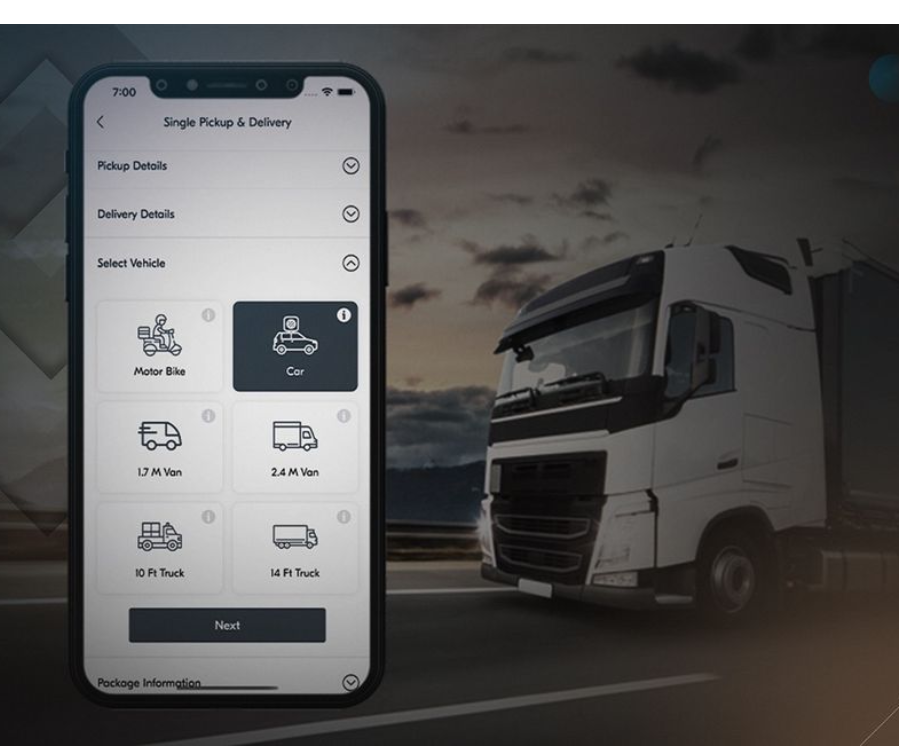 7:00
Single Pickup & Delivery
Pickup Details
Delivery Details
Select Vehicle
Motor Bike
Car
1.7 M Van
2.4 M Van
10 Ft Truck
14 Ft Truck
Next
Package Information